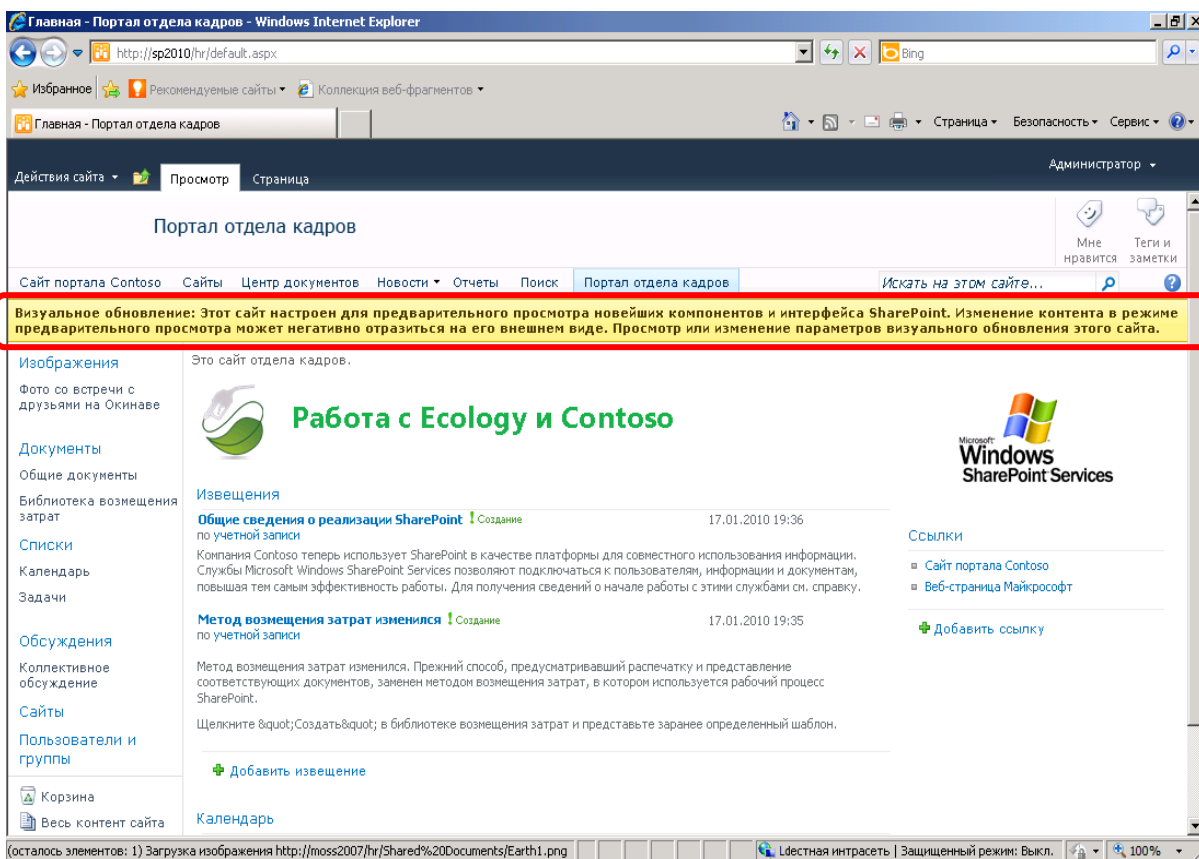 Главная - Портал отдела кадров - Windows Internet Explorer
http://sp2010/hr/default.aspx
Bing
Избранное Рекомендуемые сайты Коллекция веб-фрагментов
Главная - Портал отдела кадров
Страница Безопасность Сервис
Администратор
Действия сайта Просмотр Страница
Портал отдела кадров
Мне нравится
Теги и заметки
Сайт портала Contoso Сайты Центр документов Новости Отчеты Поиск Портал отдела кадров
Искать на этом сайте...
Визуальное обновление: Этот сайт настроен для предварительного просмотра новейших компонентов и интерфейса SharePoint. Изменение контента в режиме
предварительного просмотра может негативно отразиться на его внешнем виде. Просмотр или изменение параметров визуального обновления этого сайта.
Изображения
Фото со встречи с
друзьями на Окинаве
Документы
Общие документы
Библиотека возмещения
затрат
Списки
Календарь
Задачи
Обсуждения
Коллективное
обсуждение
Сайты
Пользователи и
группы
Корзина
Весь контент сайта
Это сайт отдела кадров.
Работа с Ecology и Contoso
Извещения
Общие сведения о реализации SharePoint ! Создание 17.01.2010 19:36
по учетной записи
Компания Contoso теперь использует SharePoint в качестве платформы для совместного использования информации.
Службы Microsoft Windows SharePoint Services позволяют подключаться к пользователям, информации и документам,
повышая тем самым эффективность работы. Для получения сведений о начале работы с этими службами см. справку.
Метод возмещения затрат изменился ! Создание 17.01.2010 19:35
по учетной записи
Метод возмещения затрат изменился. Прежний способ, предусматривавший распечатку и представление
соответствующих документов, заменен методом возмещения затрат, в котором используется рабочий процесс
SharePoint.
Щелкните &quot;Создать&quot; в библиотеке возмещения затрат и представьте заранее определенный шаблон.
Добавить извещение
Календарь
Microsoft
Windows
SharePoint Services
Ссылки
Сайт портала Contoso
Веб-страница Майкрософт
Добавить ссылку
(осталось элементов: 1) Загрузка изображения http://moss2007/hr/Shared%20Documents/Earth1.png
Ldестная интрасеть | Защищенный режим: Выкл. 100%